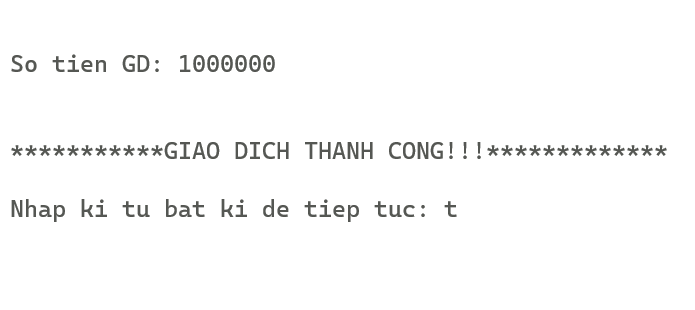 So tien GD: 1000000
***********GIAO DICH THANH CONG!!!*************
Nhap ki tu bat ki de tiep tuc: t